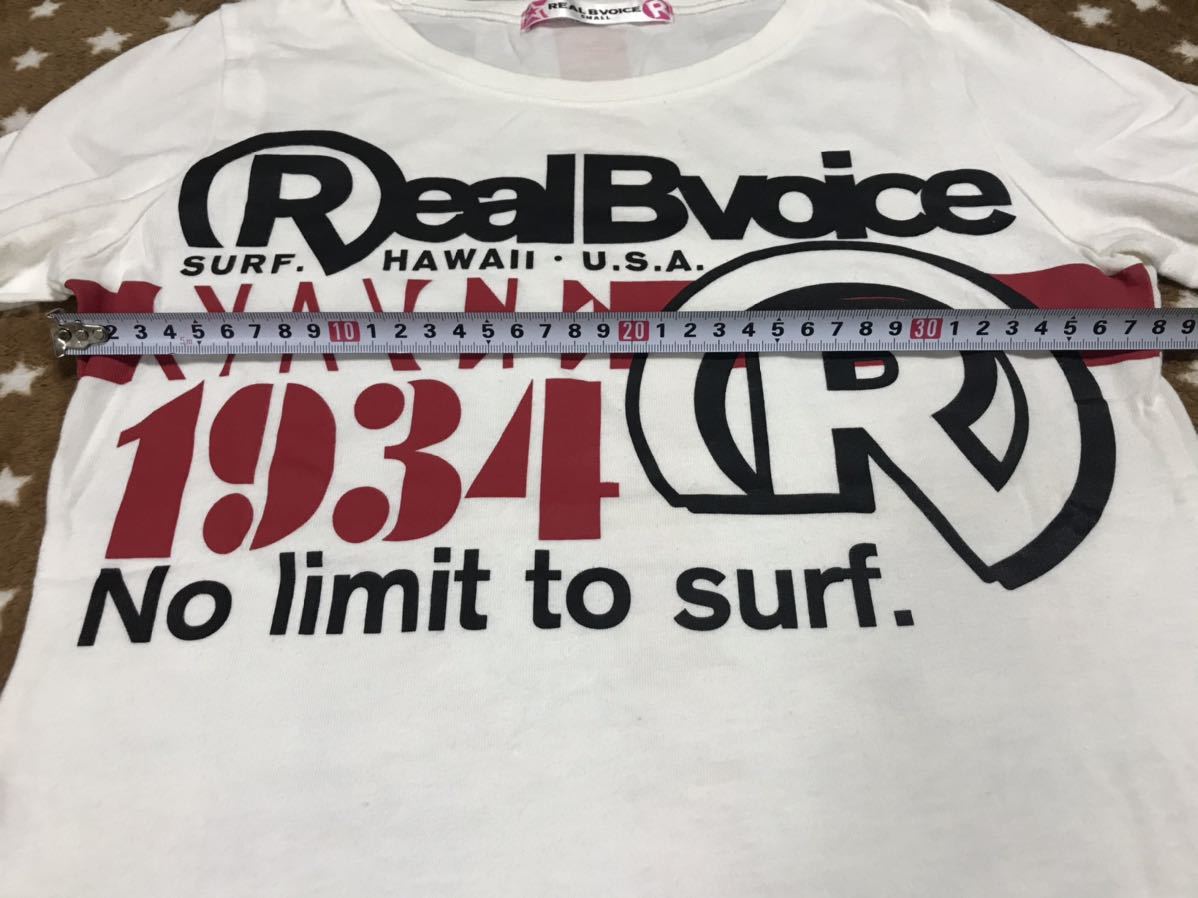 REAL BVOICE
SMALL
RealBvoice
SURF. HAWAII · U.S.A.
2 3 4 5 6 7 8 9 10 1 2 3 4 5 6 7 8 9 20 1 2 3 4 5 6 7 8 9 30 1 2 3 4 5 6 7 8 9
5m
R
1934
No limit to surf.